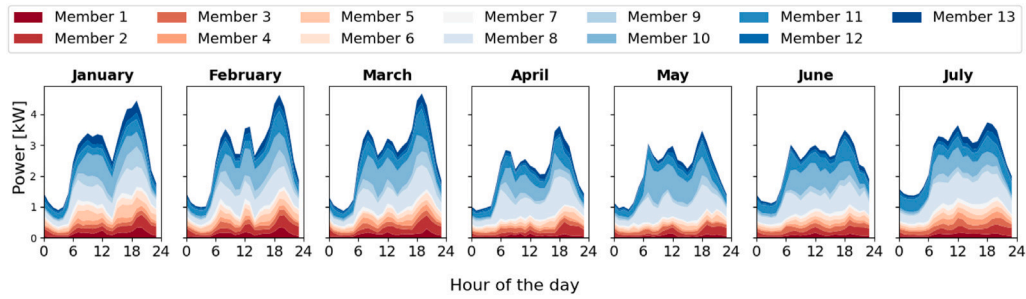 Member 1 Member 3 Member 5 Member 7 Member 9 Member 11 Member 13
Member 2 Member 4 Member 6 Member 8 Member 10 Member 12
January February March April May June July
Power [kW]
4
3
2
1
0
0 6 12 18 24 0 6 12 18 24 0 6 12 18 24 0 6 12 18 24 0 6 12 18 24 0 6 12 18 24 0 6 12 18 24
Hour of the day